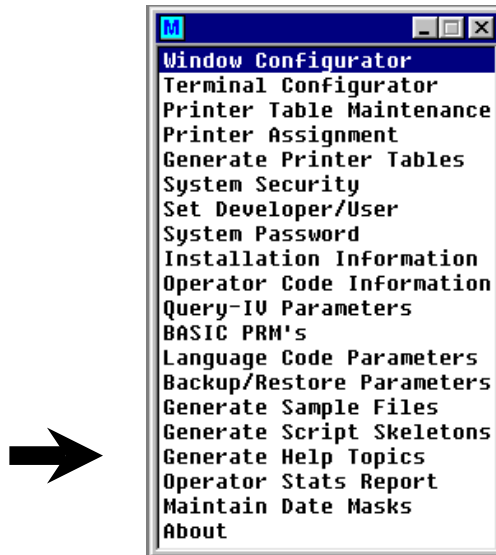 M
Window Configurator
Terminal Configurator
Printer Table Maintenance
Printer Assignment
Generate Printer Tables
System Security
Set Developer/User
System Password
Installation Information
Operator Code Information
Query-IV Parameters
BASIC PRM's
Language Code Parameters
Backup/Restore Parameters
Generate Sample Files
Generate Script Skeletons
Generate Help Topics
Operator Stats Report
Maintain Date Masks
About